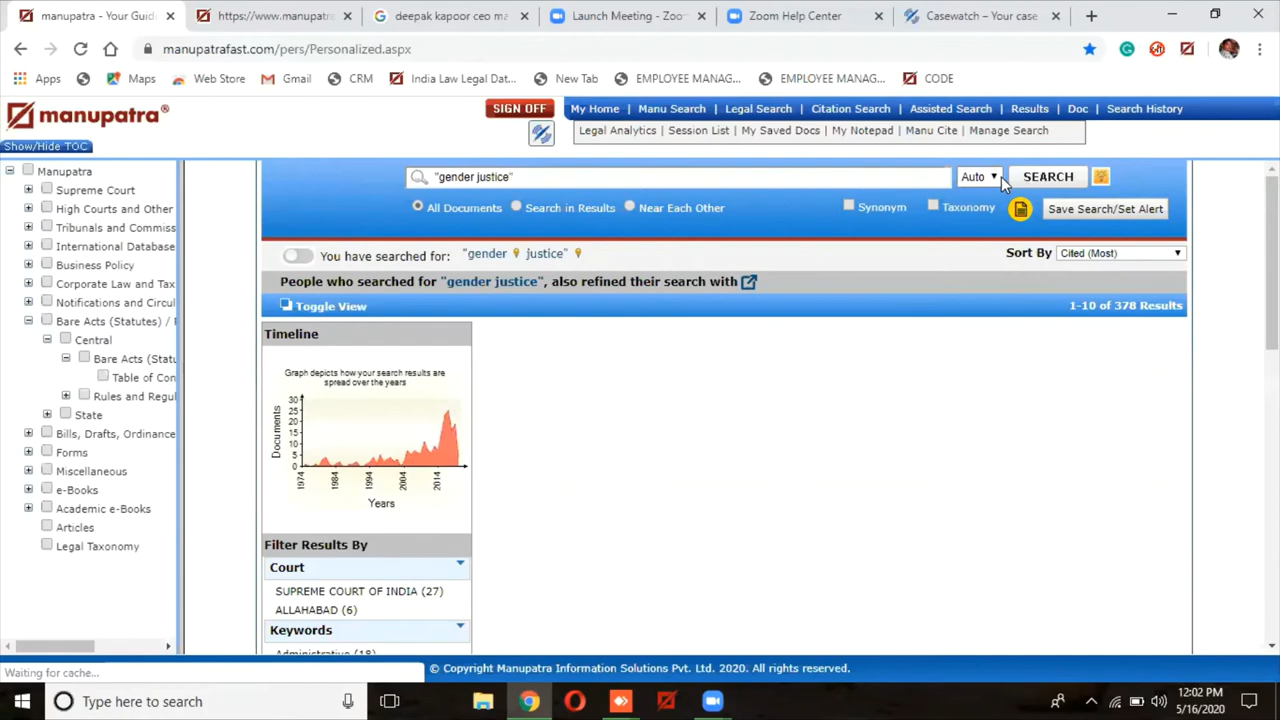 manupatra - Your Guid
https://www.manupatra
deepak kapoor ceo ma
Launch Meeting - Zoo
Zoom Help Center
Casewatch – Your case
manupatrafast.com/pers/Personalized.aspx
Apps
Maps
Web Store
Gmail
CRM
India Law Legal Dat...
New Tab
EMPLOYEE MANAG...
EMPLOYEE MANAG...
CODE
manupatra®
SIGN OFF
My Home | Manu Search | Legal Search | Citation Search | Assisted Search | Results | Doc | Search History
Legal Analytics | Session List | My Saved Docs | My Notepad | Manu Cite | Manage Search
Show/Hide TOC
Manupatra
Supreme Court
High Courts and Other
Tribunals and Commiss
International Database
Business Policy
Corporate Law and Tax
Notifications and Circul
Bare Acts (Statutes) / R
Central
Bare Acts (Statu
Table of Con
Rules and Regu
State
Bills, Drafts, Ordinance
Forms
Miscellaneous
e-Books
Academic e-Books
Articles
Legal Taxonomy
"gender justice"
Auto
SEARCH
All Documents
Search in Results
Near Each Other
Synonym
Taxonomy
Save Search/Set Alert
You have searched for: "gender justice"
Sort By Cited (Most)
People who searched for "gender justice", also refined their search with
Toggle View
1-10 of 378 Results
Timeline
Graph depicts how your search results are
spread over the years
Documents
30
25
20
15
10
5
0
1974
1984
1994
2004
2014
Years
Filter Results By
Court
SUPREME COURT OF INDIA (27)
ALLAHABAD (6)
Keywords
Administrative (18)
Waiting for cache...
© Copyright Manupatra Information Solutions Pvt. Ltd. 2020. All rights reserved.
Type here to search
12:02 PM
5/16/2020